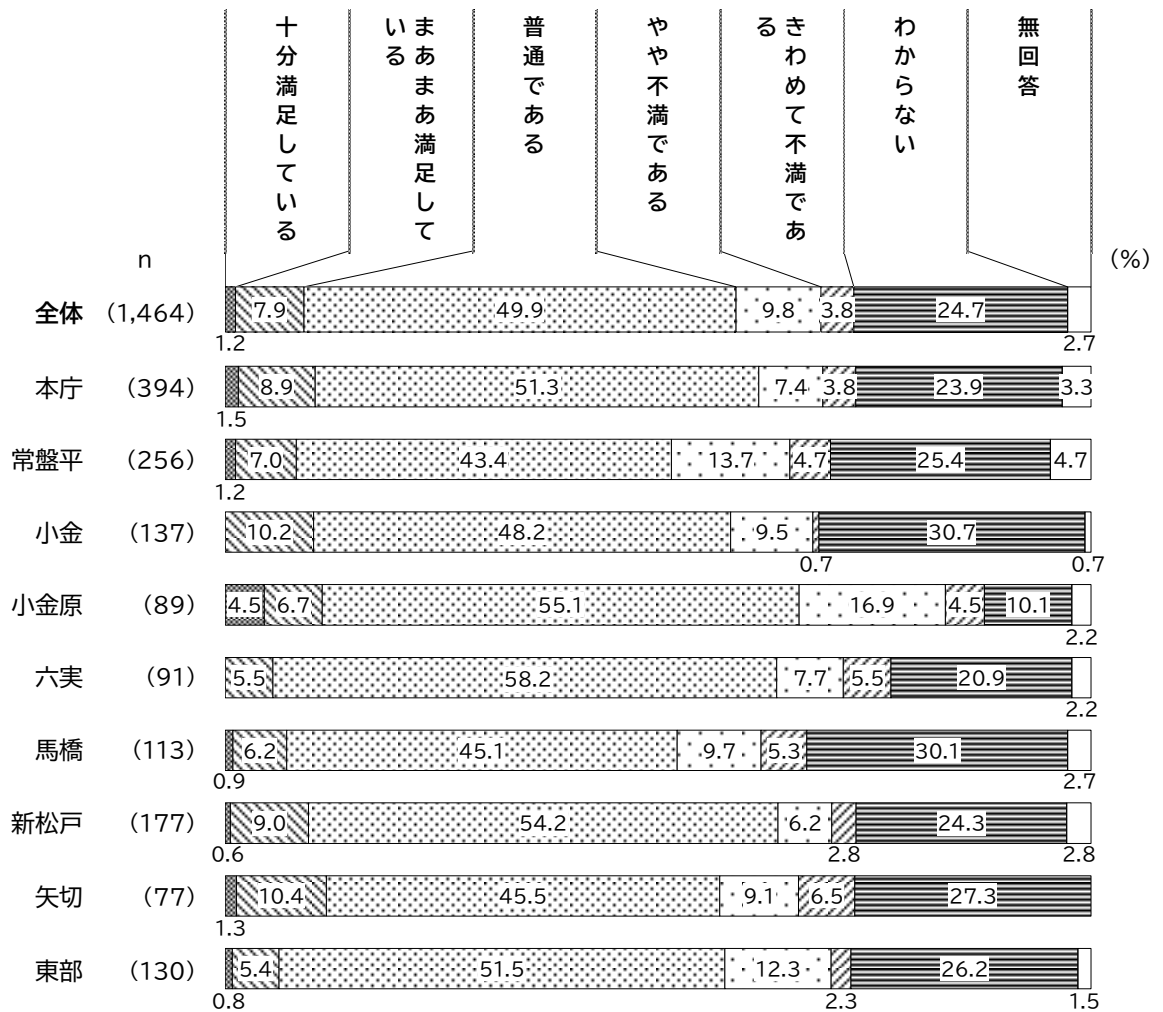 十分満足している
まあまあ満足して
いる
普通である
やや不満である
きわめて不満であ
る
わからない
無回答
n
(%)
全体 (1,464) 7.9 49.9 9.8 3.8 24.7
1.2 2.7
本庁 (394) 8.9 51.3 7.4 3.8 23.9 3.3
1.5
常盤平 (256) 7.0 43.4 13.7 4.7 25.4 4.7
1.2
小金 (137) 10.2 48.2 9.5 30.7
0.7 0.7
小金原 (89) 4.5 6.7 55.1 16.9 4.5 10.1
2.2
六実 (91) 5.5 58.2 7.7 5.5 20.9
2.2
馬橋 (113) 6.2 45.1 9.7 5.3 30.1
0.9 2.7
新松戸 (177) 9.0 54.2 6.2 24.3
0.6 2.8 2.8
矢切 (77) 10.4 45.5 9.1 6.5 27.3
1.3
東部 (130) 5.4 51.5 12.3 26.2
0.8 2.3 1.5